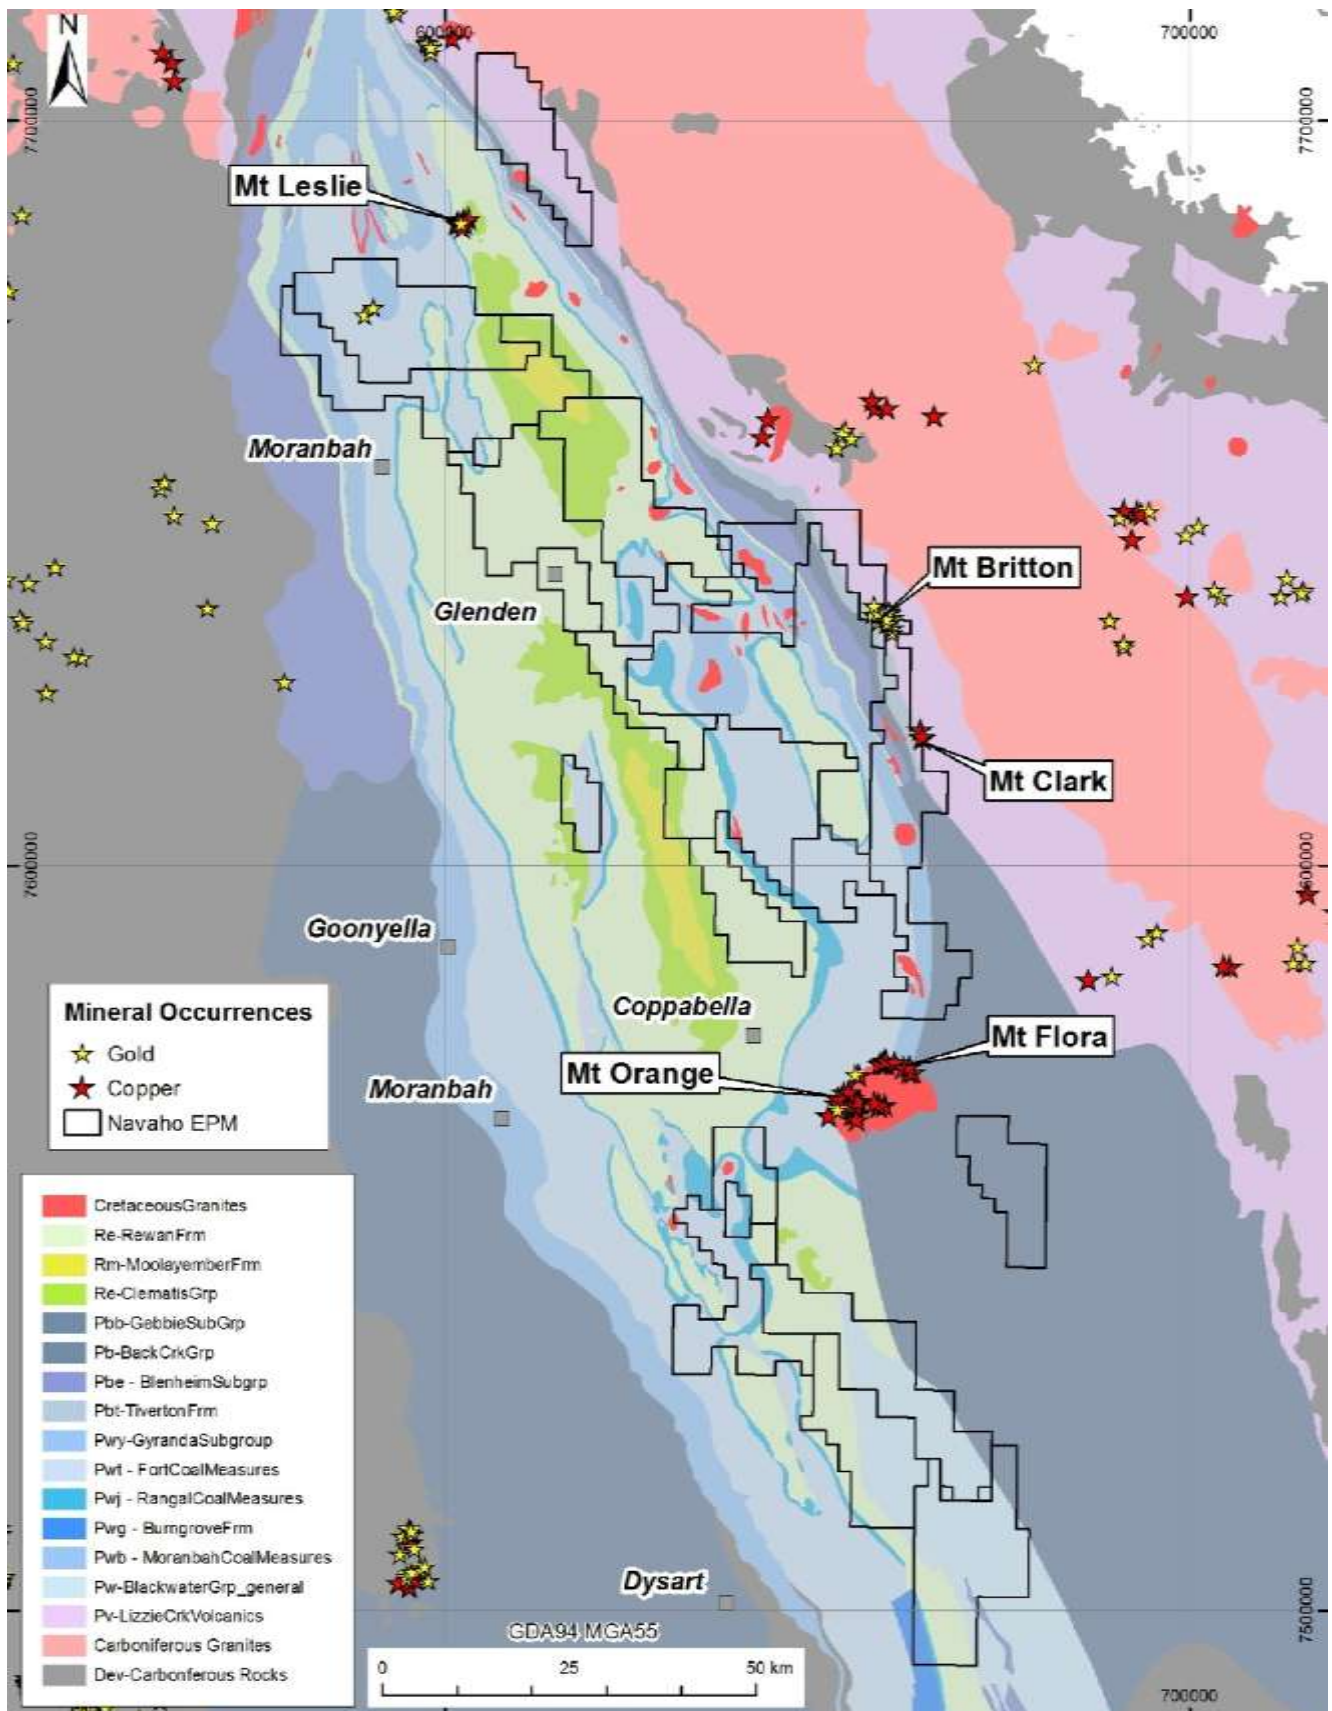 N
600000
700000
7700000
7700000
Mt Leslie
Moranbah
Mt Britton
Glenden
Mt Clark
7600000
7600000
Goonyella
Mineral Occurrences
Gold
Copper
Navaho EPM
Coppabella
Mt Flora
Mt Orange
Moranbah
CretaceousGranites
Re-RewanFrm
Rm-MoolayemberFrm
Re-ClematisGrp
Pbb-GebbieSubGrp
Pb-BackCrkGrp
Pbe - BlenheimSubgrp
Pbt-TivertonFrm
Pwy-GyrandaSubgroup
Pwt - FortCoalMeasures
Pwj - RangalCoalMeasures
Pwg - BurngroveFrm
Pwb - MoranbahCoalMeasures
Pw-BlackwaterGrp_general
Pv-LizzieCrkVolcanics
Carboniferous Granites
Dev-Carbonferous Rocks
Dysart
GDA94 MGA55
0 25 50 km
7500000
700000